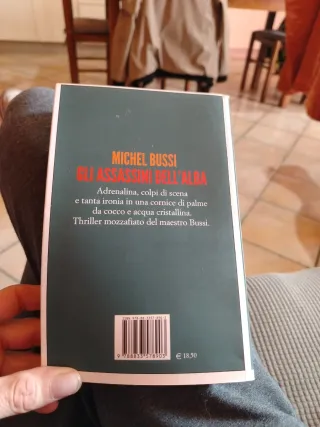 MICHEL BUSSI
GLI ASSASSINI DELL'ALBA
Adrenalina, colpi di scena
e tanta ironia in una cornice di palme
da cocco e acqua cristallina.
Thriller mozzafiato del maestro Bussi.
€ 18,50